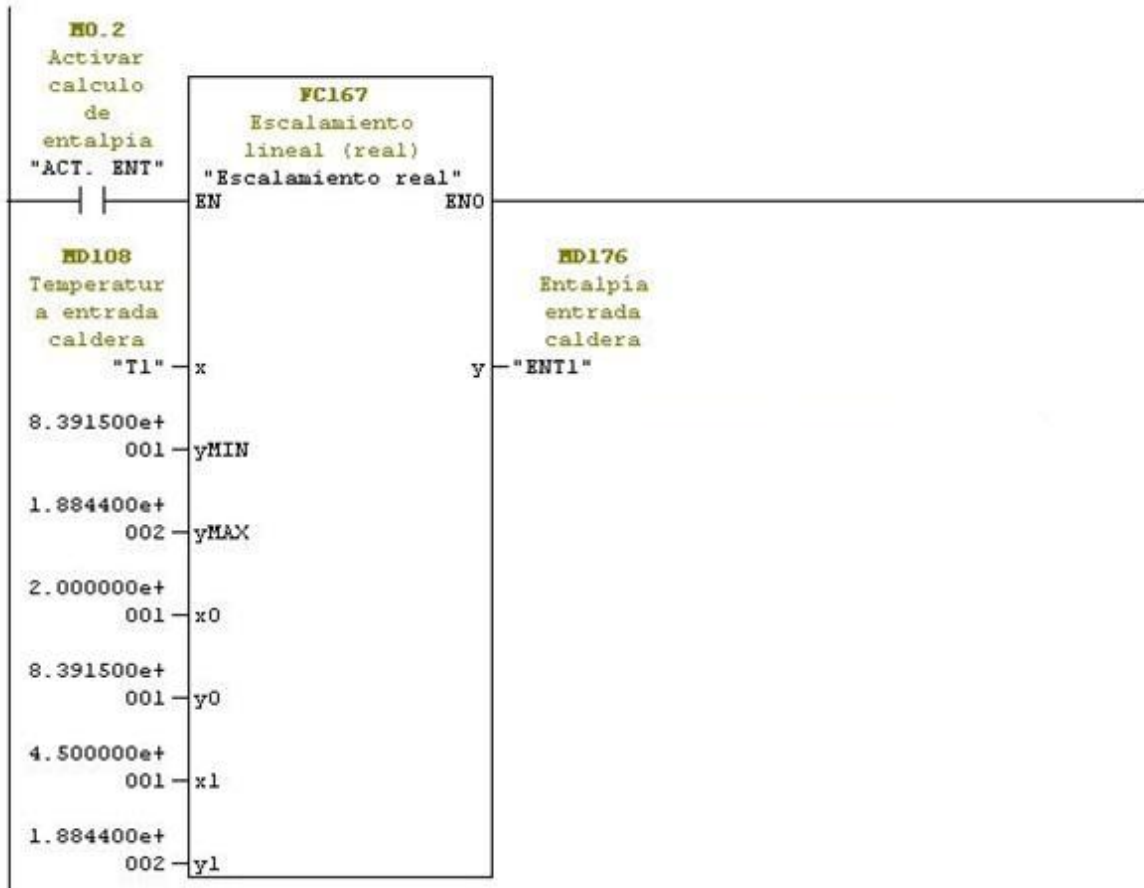 M0.2
Activar
calculo
de
entalpia
"ACT. ENT"
FC167
Escalamiento
lineal (real)
"Escalamiento real"
EN
ENO
MD108
Temperatur
a entrada
caldera
"T1"
x
MD176
Entalpía
entrada
caldera
y
"ENT1"
8.391500e+
001
yMIN
1.884400e+
002
yMAX
2.000000e+
001
x0
8.391500e+
001
y0
4.500000e+
001
x1
1.884400e+
002
y1